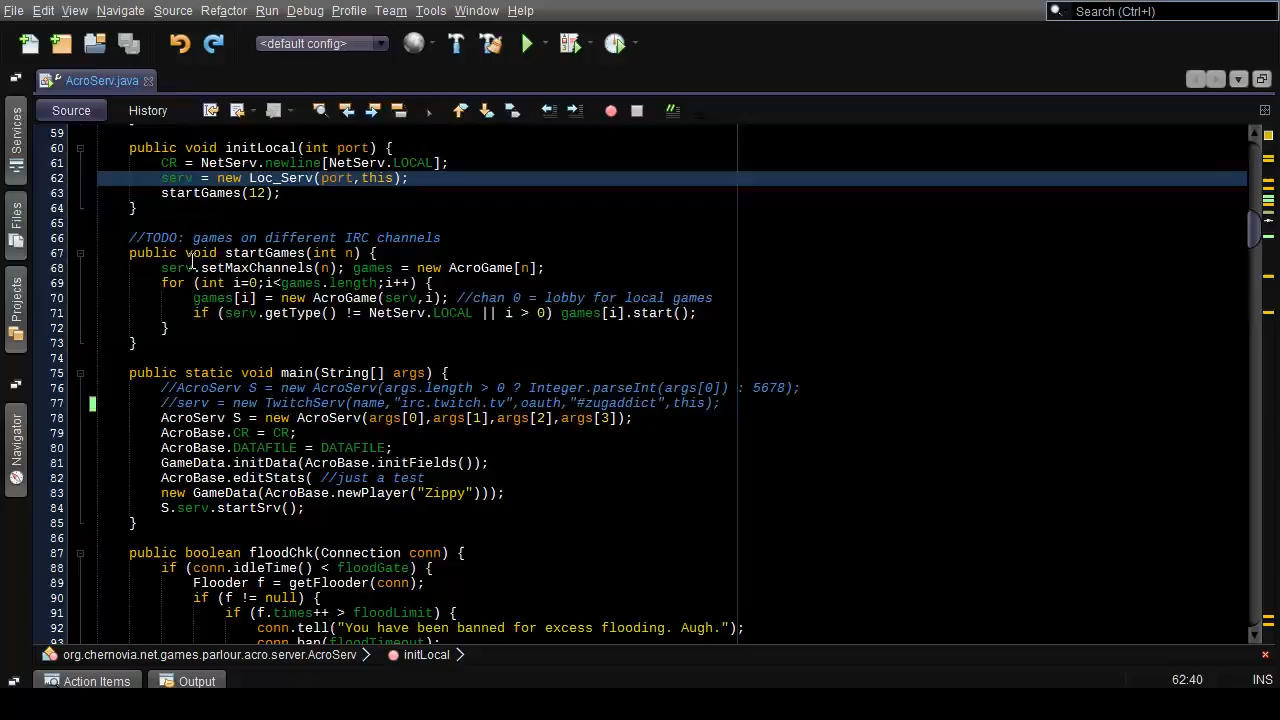 File Edit View Navigate Source Refactor Run Debug Profile Team Tools Window Help
Search (Ctrl+I)
<default config>
AcroServ.java
Source History
Services
Files
Projects
Navigator
59
60 public void initLocal(int port) {
61 CR = NetServ.newline[NetServ.LOCAL];
62 serv = new Loc_Serv(port,this);
63 startGames(12);
64 }
65
66 //TODO: games on different IRC channels
67 public void startGames(int n) {
68 serv.setMaxChannels(n); games = new AcroGame[n];
69 for (int i=0;i<games.length;i++) {
70 games[i] = new AcroGame(serv,i); //chan 0 = lobby for local games
71 if (serv.getType() != NetServ.LOCAL || i > 0) games[i].start();
72 }
73 }
74
75 public static void main(String[] args) {
76 //AcroServ S = new AcroServ(args.length > 0 ? Integer.parseInt(args[0]) : 5678);
77 //serv = new TwitchServ(name,"irc.twitch.tv",oauth,"#zugaddict",this);
78 AcroServ S = new AcroServ(args[0],args[1],args[2],args[3]);
79 AcroBase.CR = CR;
80 AcroBase.DATAFILE = DATAFILE;
81 GameData.initData(AcroBase.initFields());
82 AcroBase.editStats( //just a test
83 new GameData(AcroBase.newPlayer("Zippy")));
84 S.serv.startSrv();
85 }
86
87 public boolean floodChk(Connection conn) {
88 if (conn.idleTime() < floodGate) {
89 Flooder f = getFlooder(conn);
90 if (f != null) {
91 if (f.times++ > floodLimit) {
92 conn.tell("You have been banned for excess flooding. Augh.");
93 conn.ban(floodTimeout);
org.chernovia.net.games.parlour.acro.server.AcroServ initLocal
Action Items Output
62:40 INS